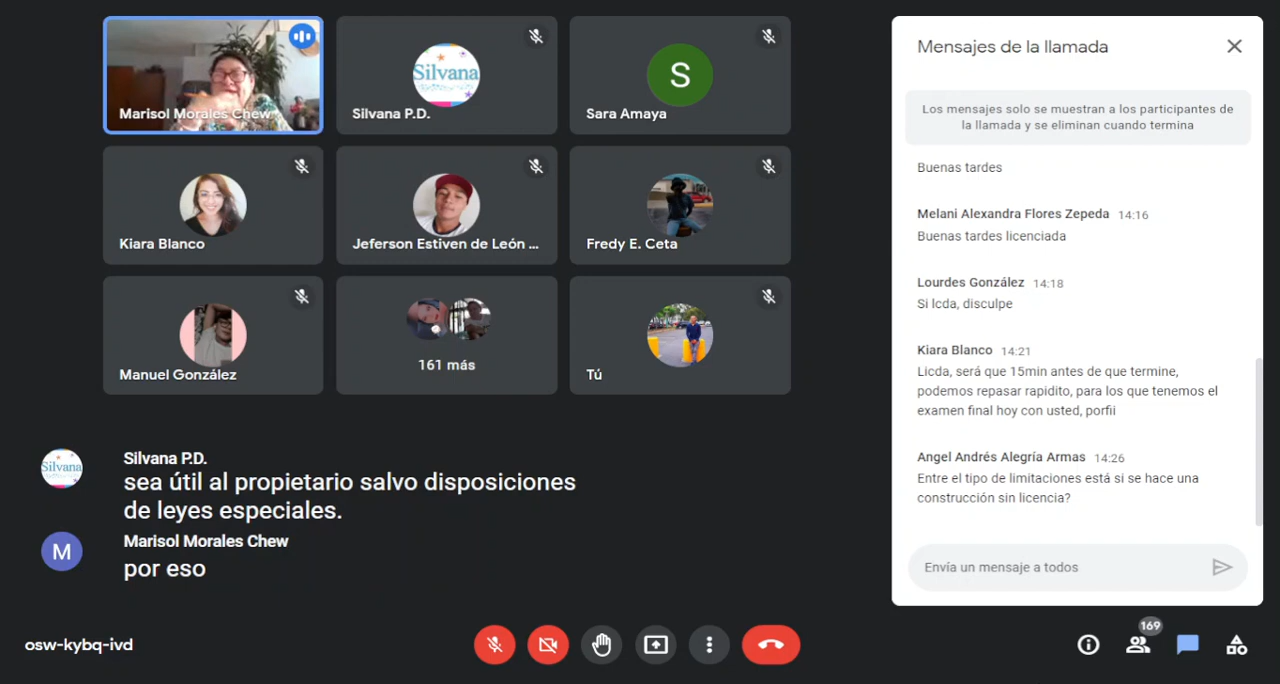 Marisol Morales Chew
Silvana
Silvana P.D.
S
Sara Amaya
Kiara Blanco
Jeferson Estiven de León ...
Fredy E. Ceta
Manuel González
161 más
Tú
Silvana
Silvana P.D.
sea útil al propietario salvo disposiciones
de leyes especiales.
M
Marisol Morales Chew
por eso
osw-kybq-ivd
Mensajes de la llamada
Los mensajes solo se muestran a los participantes de
la llamada y se eliminan cuando termina
Buenas tardes
Melani Alexandra Flores Zepeda 14:16
Buenas tardes licenciada
Lourdes González 14:18
Si lcda, disculpe
Kiara Blanco 14:21
Licda, será que 15min antes de que termine,
podemos repasar rapidito, para los que tenemos el
examen final hoy con usted, porfii
Angel Andrés Alegría Armas 14:26
Entre el tipo de limitaciones está si se hace una
construcción sin licencia?
Envía un mensaje a todos
169